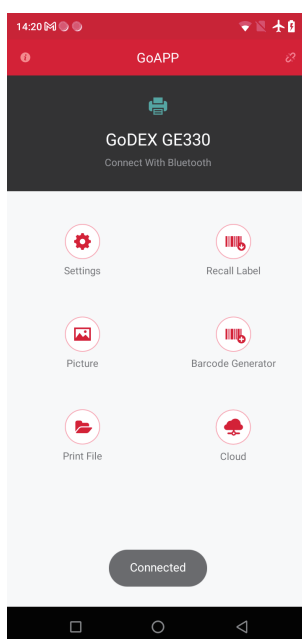 14:20
GoAPP
GoDEX GE330
Connect With Bluetooth
Settings
Recall Label
Picture
Barcode Generator
Print File
Cloud
Connected